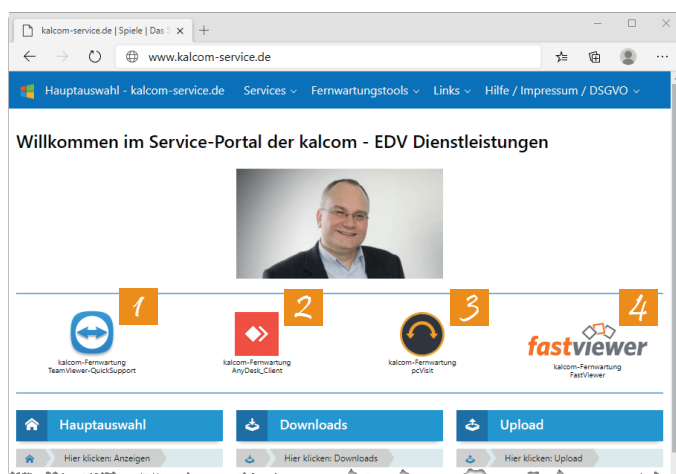 kalcom-service.de | Spiele | Das S
www.kalcom-service.de
Hauptauswahl - kalcom-service.de Services Fernwartungstools Links Hilfe / Impressum / DSGVO
Willkommen im Service-Portal der kalcom - EDV Dienstleistungen
1 2 3 4
fastviewer
kalcom-Fernwartung
TeamViewer-QuickSupport
kalcom-Fernwartung
AnyDesk_Client
kalcom-Fernwartung
pcVisit
kalcom-Fernwartung
FastViewer
Hauptauswahl Downloads Upload
Hier klicken: Anzeigen Hier klicken: Downloads Hier klicken: Upload